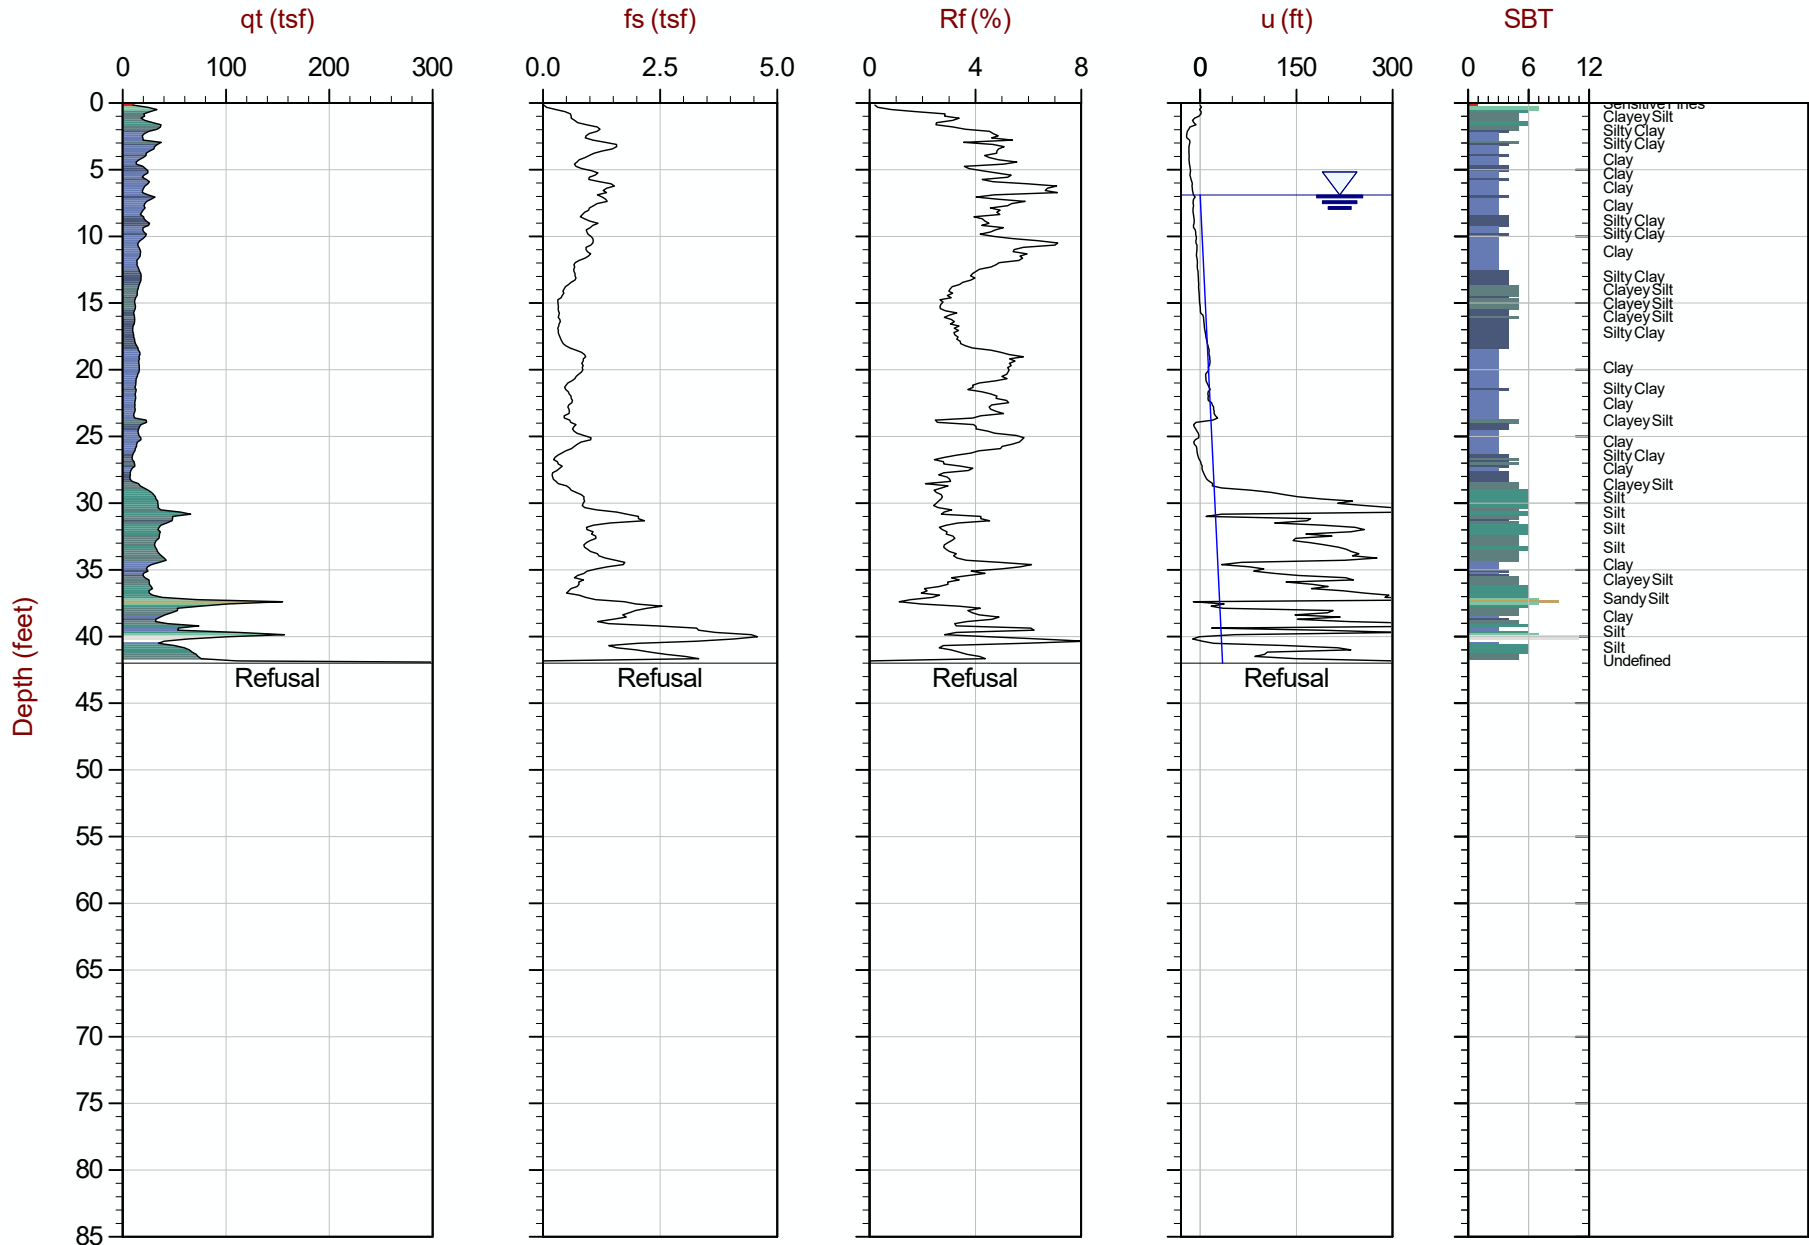 qt (tsf)
fs (tsf)
Rf (%)
u (ft)
SBT
0 100 200 300
0.0 2.5 5.0
0 4 8
0 150 300
0 6 12
Depth (feet)
0
5
10
15
20
25
30
35
40
45
50
55
60
65
70
75
80
85
Refusal
Refusal
Refusal
Refusal
Sensitive Fines
Clayey Silt
Silty Clay
Silty Clay
Clay
Clay
Clay
Clay
Silty Clay
Silty Clay
Clay
Silty Clay
Clayey Silt
Clayey Silt
Clayey Silt
Silty Clay
Clay
Silty Clay
Clay
Clayey Silt
Clay
Silty Clay
Clay
Clayey Silt
Silt
Silt
Silt
Silt
Clay
Clayey Silt
Sandy Silt
Clay
Silt
Silt
Undefined